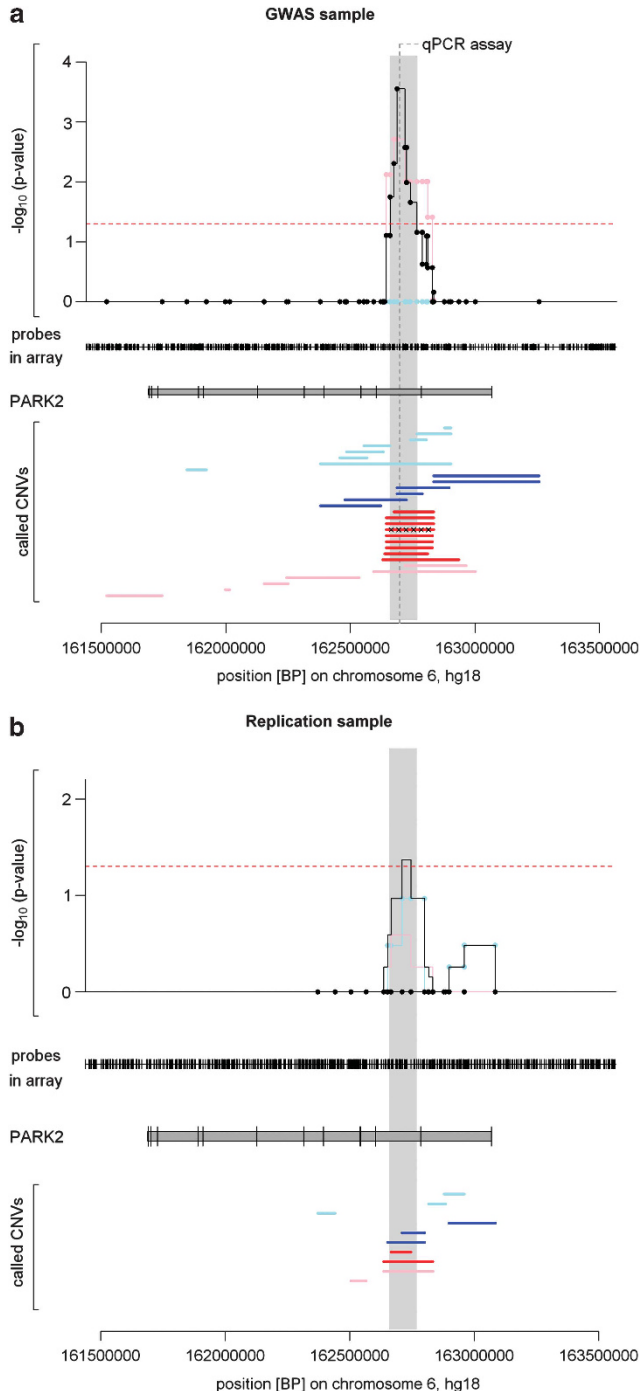 a
GWAS sample
qPCR assay
4
3
2
1
0
-log10 (p-value)
probes
in array
PARK2
called CNVs
161500000 162000000 162500000 163000000 163500000
position [BP] on chromosome 6, hg18
b
Replication sample
2
1
0
-log10 (p-value)
probes
in array
PARK2
called CNVs
161500000 162000000 162500000 163000000 163500000
position [BP] on chromosome 6, hg18